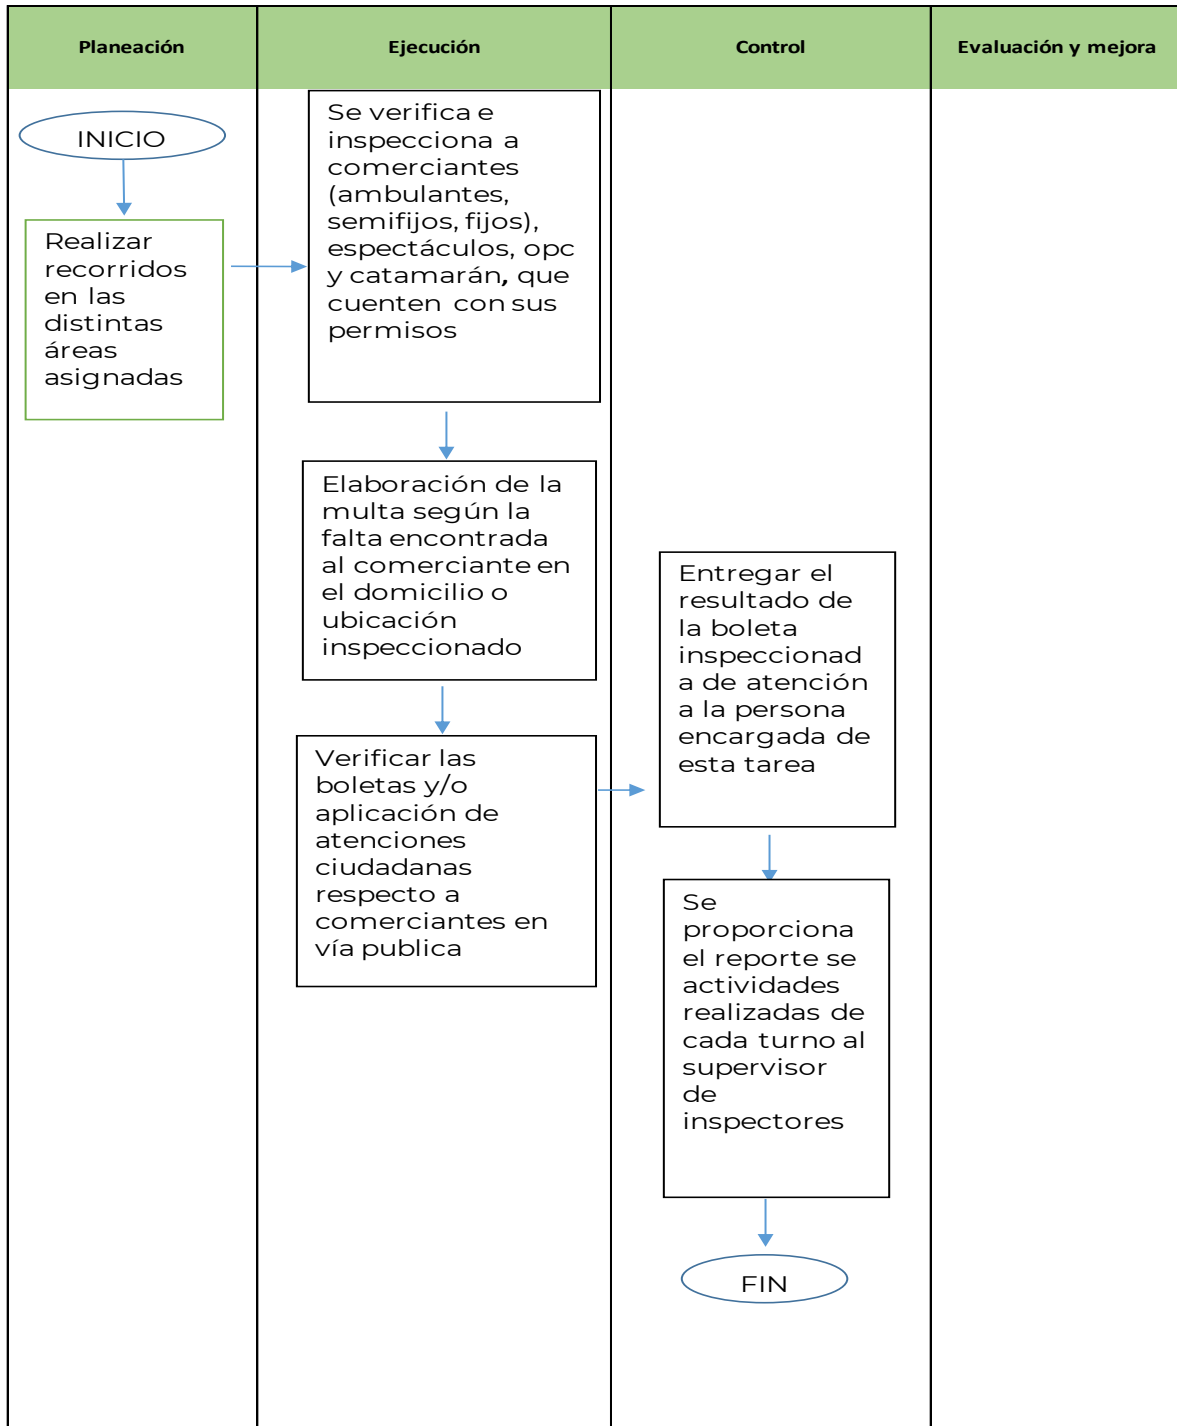 Planeación
Ejecución
Control
Evaluación y mejora
INICIO
Realizar
recorridos
en las
distintas
áreas
asignadas
Se verifica e
inspecciona a
comerciantes
(ambulantes,
semifijos, fijos),
espectáculos, opc
y catamarán, que
cuenten con sus
permisos
Elaboración de la
multa según la
falta encontrada
al comerciante en
el domicilio o
ubicación
inspeccionado
Verificar las
boletas y/o
aplicación de
atenciones
ciudadanas
respecto a
comerciantes en
vía publica
Entregar el
resultado de
la boleta
inspeccionad
a de atención
a la persona
encargada de
esta tarea
Se
proporciona
el reporte se
actividades
realizadas de
cada turno al
supervisor
de
inspectores
FIN